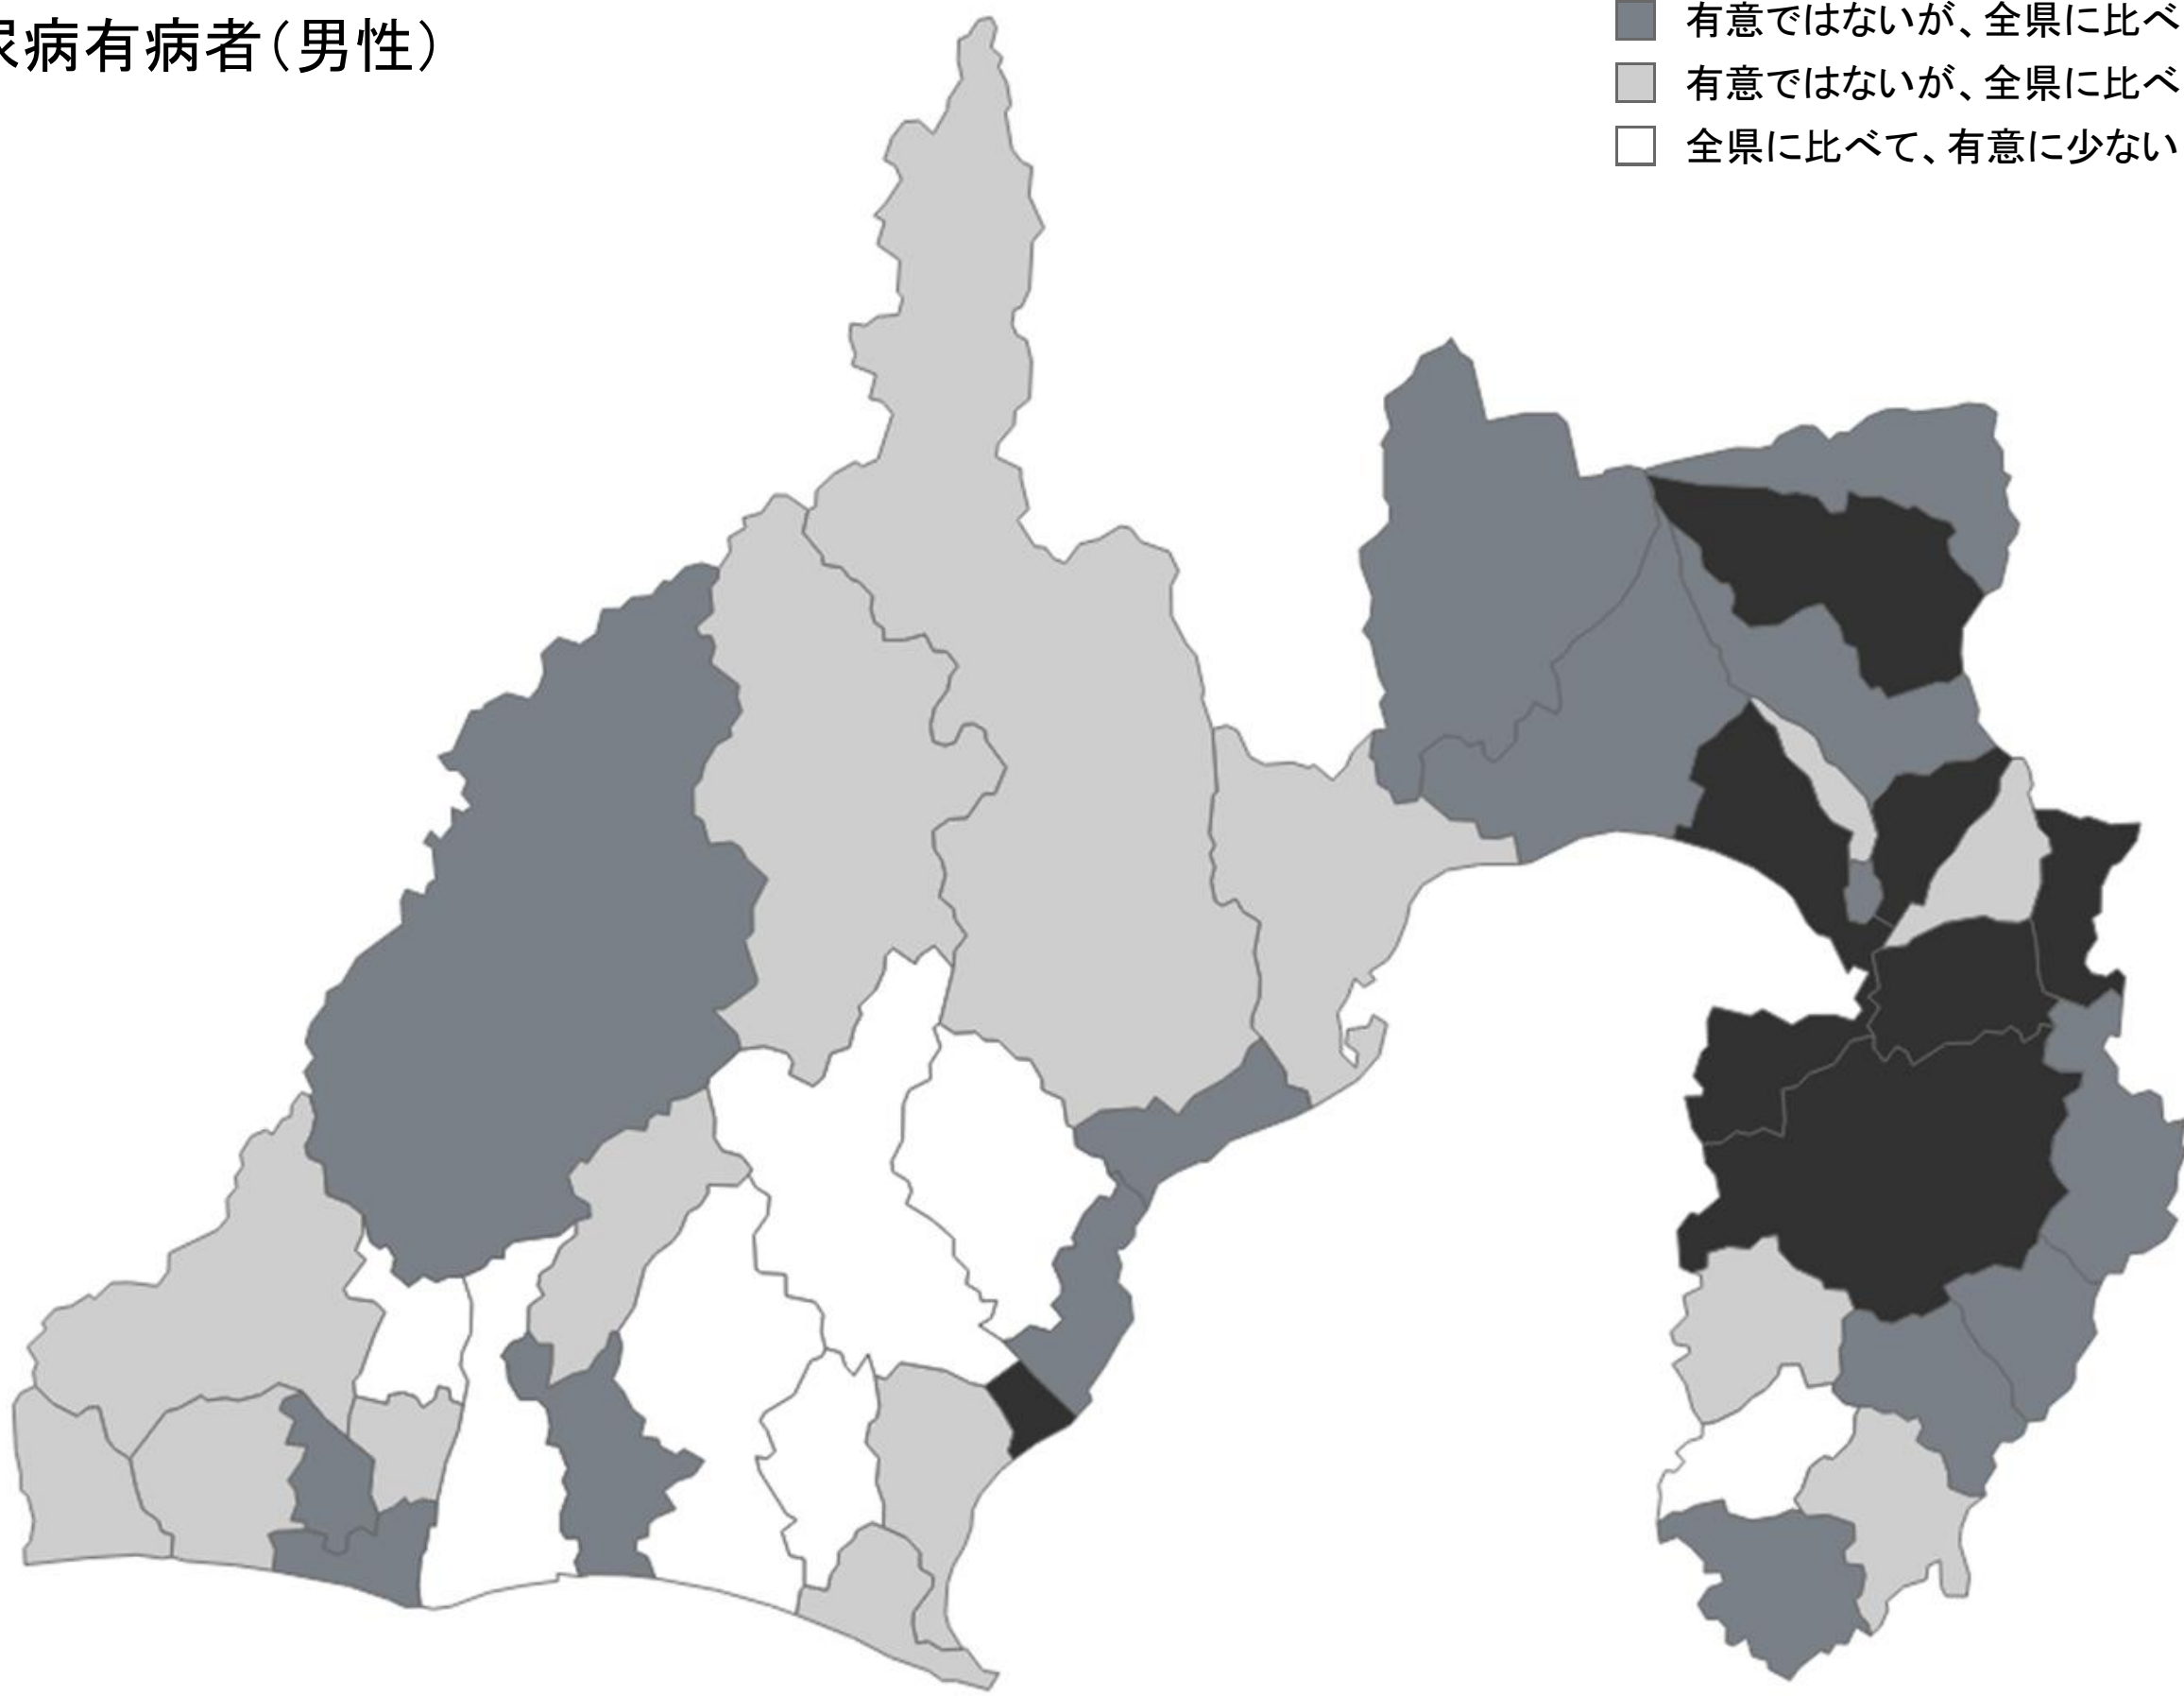 病有病者(男性)
有意ではないが、全県に比べ
有意ではないが、全県に比べ
全県に比べて、有意に少ない